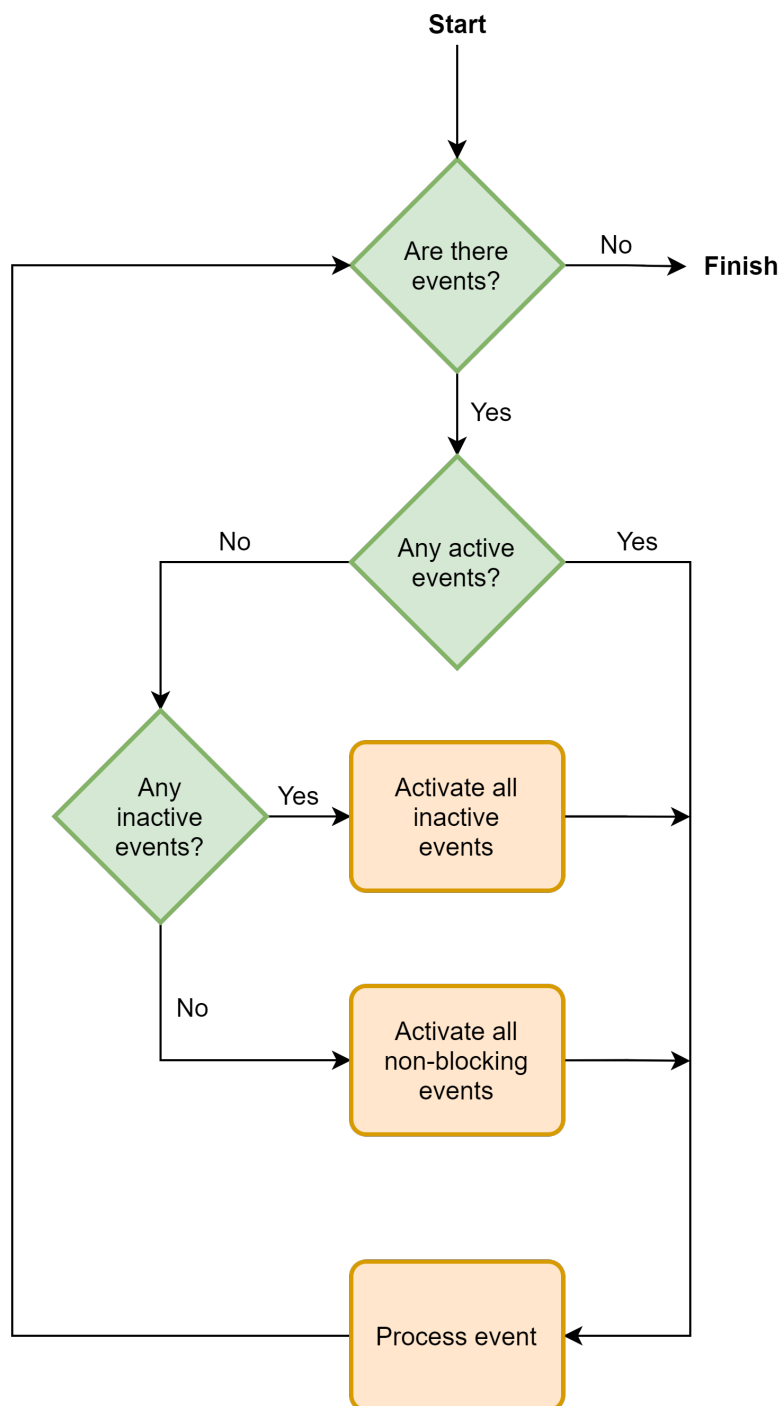 Start
Are there
events?
No
Finish
Yes
Any active
events?
No
Yes
Any
inactive
events?
Yes
Activate all
inactive
events
No
Activate all
non-blocking
events
Process event